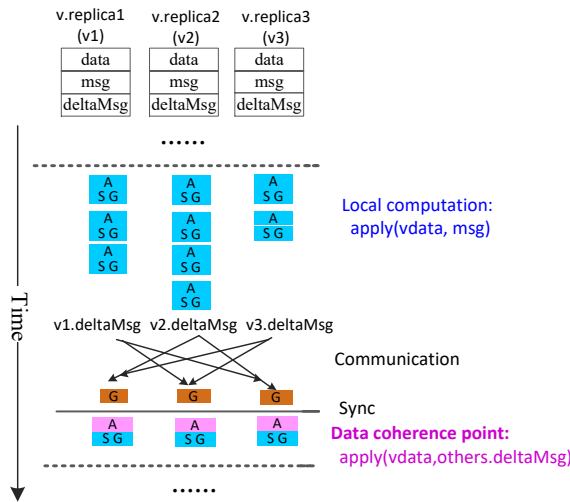 v.replica1 v.replica2 v.replica3
(v1) (v2) (v3)
data data data
msg msg msg
deltaMsg deltaMsg deltaMsg
......
A A A
S G S G S G
A A A
S G S G S G
A A
S G S G
A
S G
Local computation:
apply(vdata, msg)
Time
v1.deltaMsg v2.deltaMsg v3.deltaMsg
Communication
G G G
Sync
A A A
S G S G S G
Data coherence point:
apply(vdata,others.deltaMsg)
......